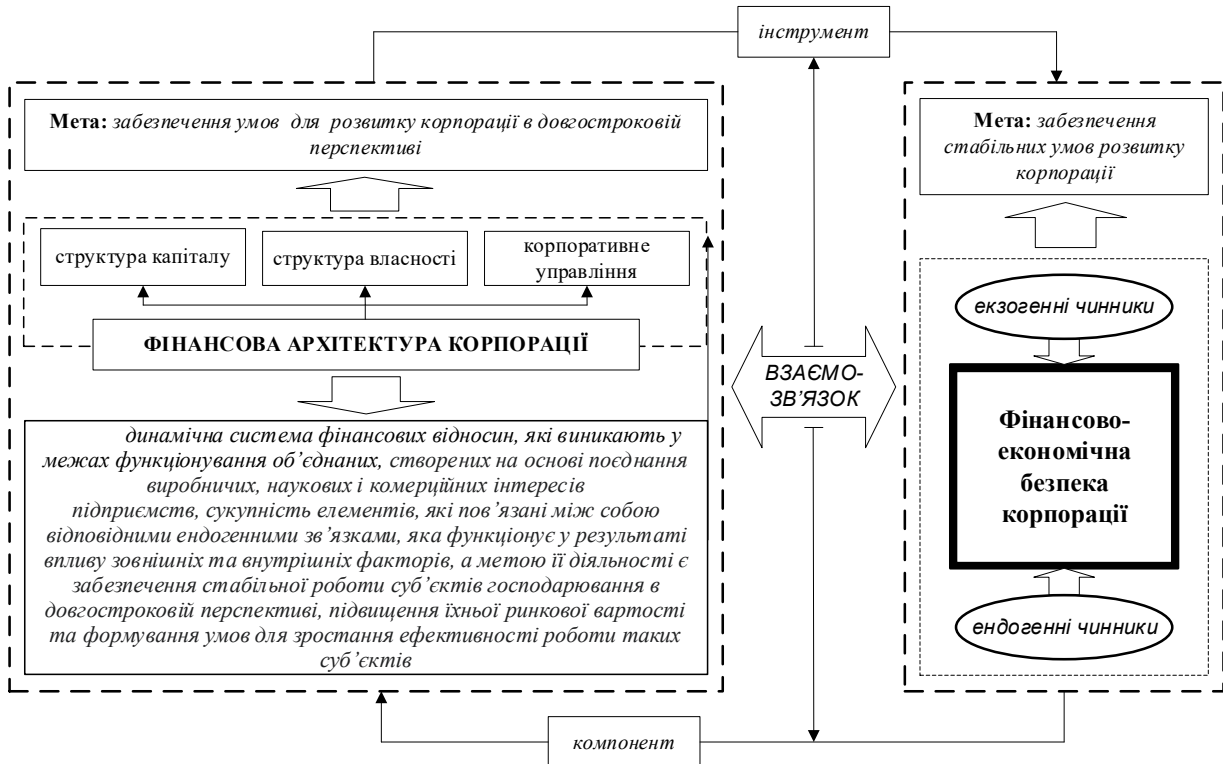 інструмент
Мета: забезпечення умов для розвитку корпорації в довгостроковій
перспективі
структура капіталу
структура власності
корпоративне
управління
ФІНАНСОВА АРХІТЕКТУРА КОРПОРАЦІЇ
динамічна система фінансових відносин, які виникають у
межах функціонування об’єднаних, створених на основі поєднання
виробничих, наукових і комерційних інтересів
підприємств, сукупність елементів, які пов’язані між собою
відповідними ендогенними зв’язками, яка функціонує у результаті
впливу зовнішніх та внутрішніх факторів, а метою її діяльності є
забезпечення стабільної роботи суб’єктів господарювання в
довгостроковій перспективі, підвищення їхньої ринкової вартості
та формування умов для зростання ефективності роботи таких
суб’єктів
ВЗАЄМО-
ЗВ’ЯЗОК
Мета: забезпечення
стабільних умов розвитку
корпорації
екзогенні чинники
Фінансово-
економічна
безпека
корпорації
ендогенні чинники
компонент